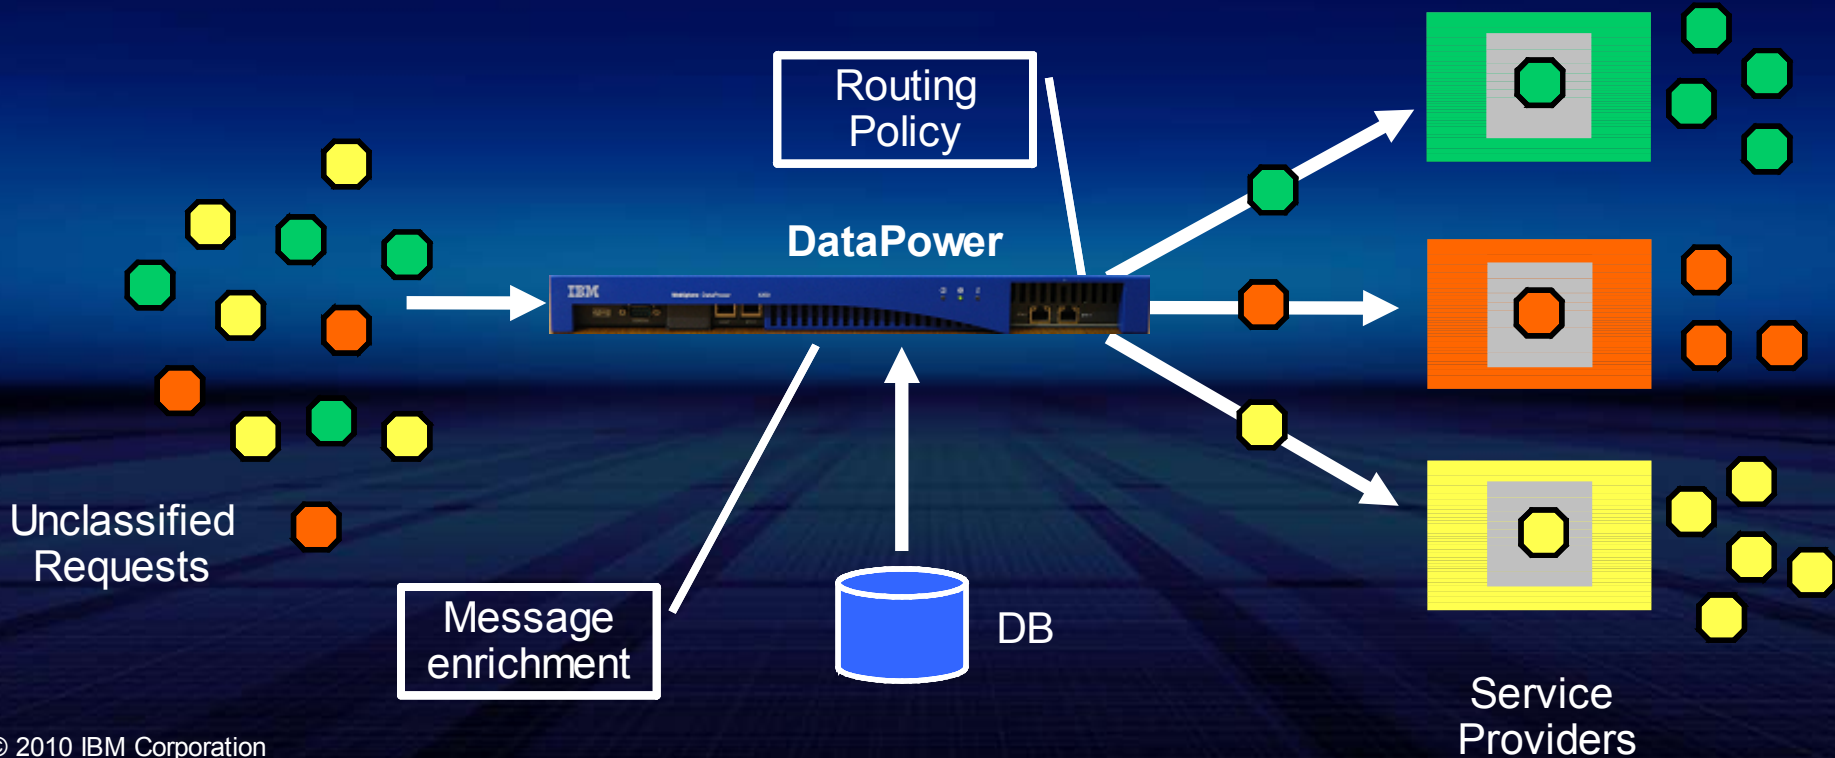 Routing
Policy
DataPower
IBM
Unclassified
Requests
Message
enrichment
DB
Service
Providers
© 2010 IBM Corporation